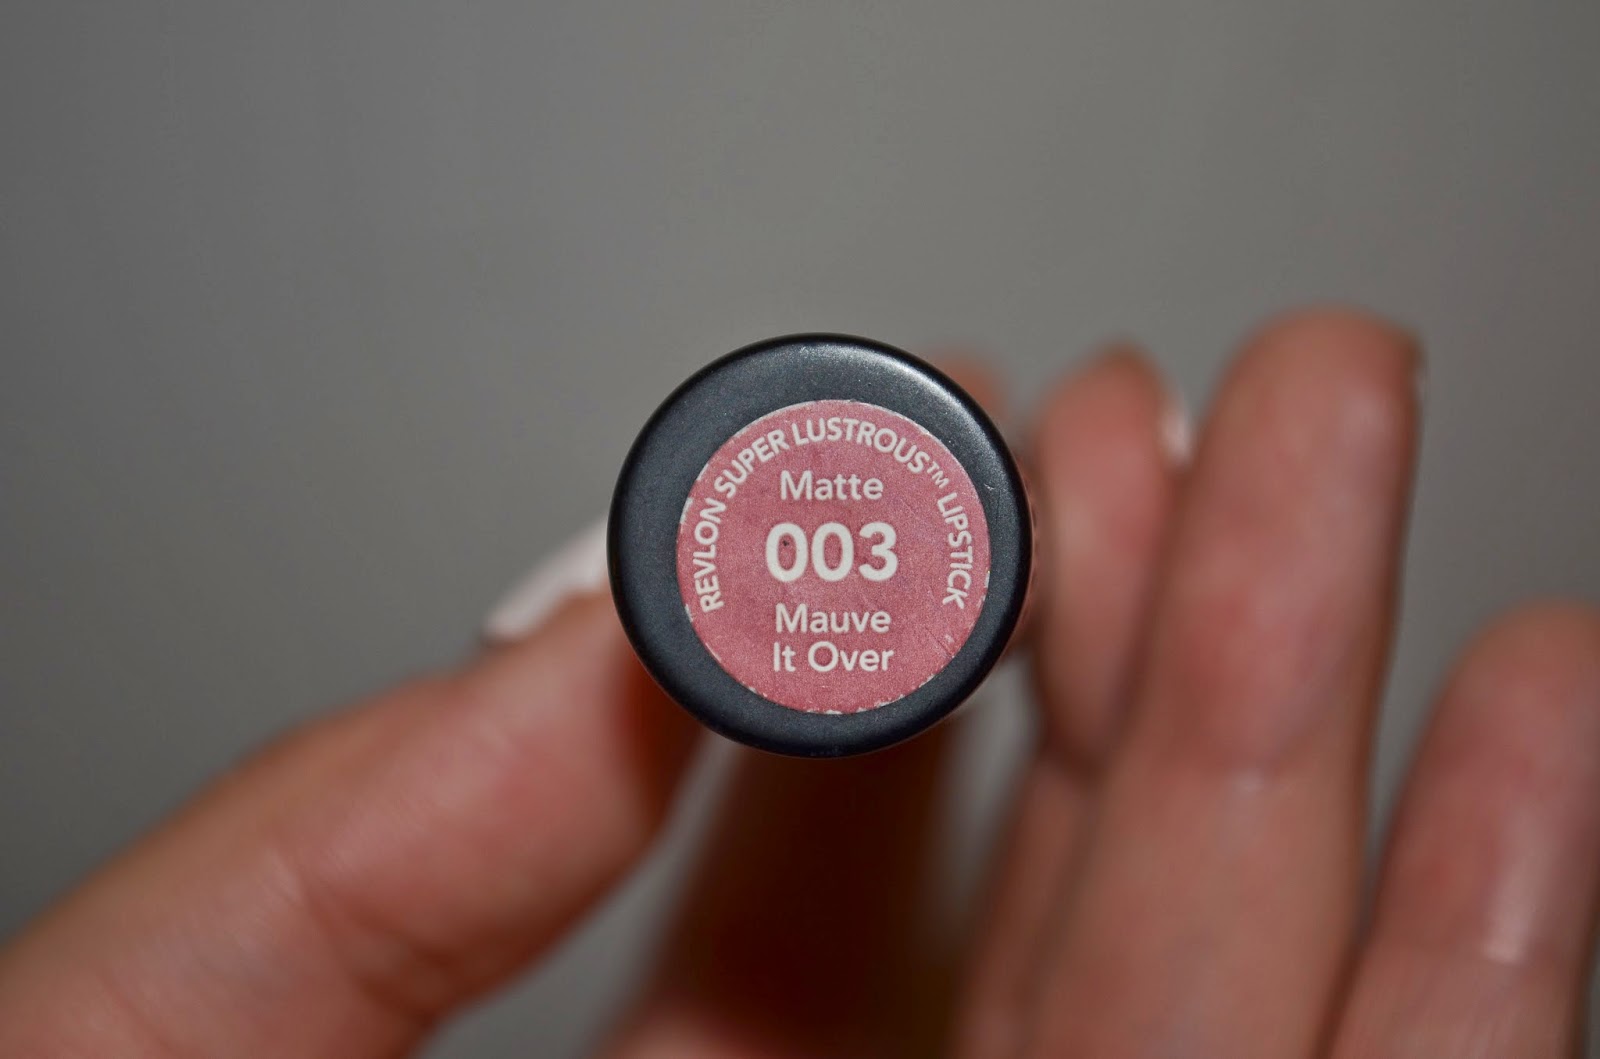 REVLON SUPER LUSTROUS™ LIPSTICK
Matte
003
Mauve
It Over